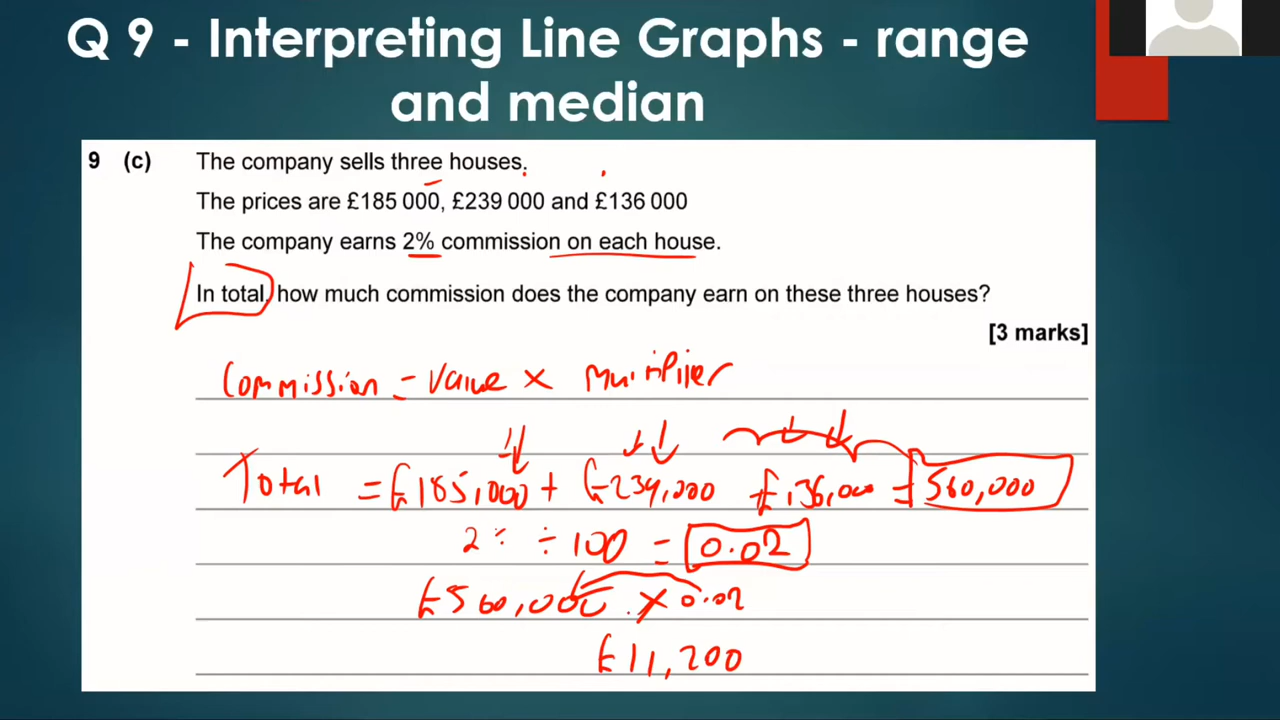 Q 9 - Interpreting Line Graphs - range
and median
9 (c) The company sells three houses.
The prices are £185 000, £239 000 and £136 000
The company earns 2% commission on each house.
In total, how much commission does the company earn on these three houses?
[3 marks]
Commission = Value × multiplier
Total = £185,000 + £239,000 + £136,000 = 560,000
2% ÷ 100 = 0.02
£560,000 × 0.02
£11,200